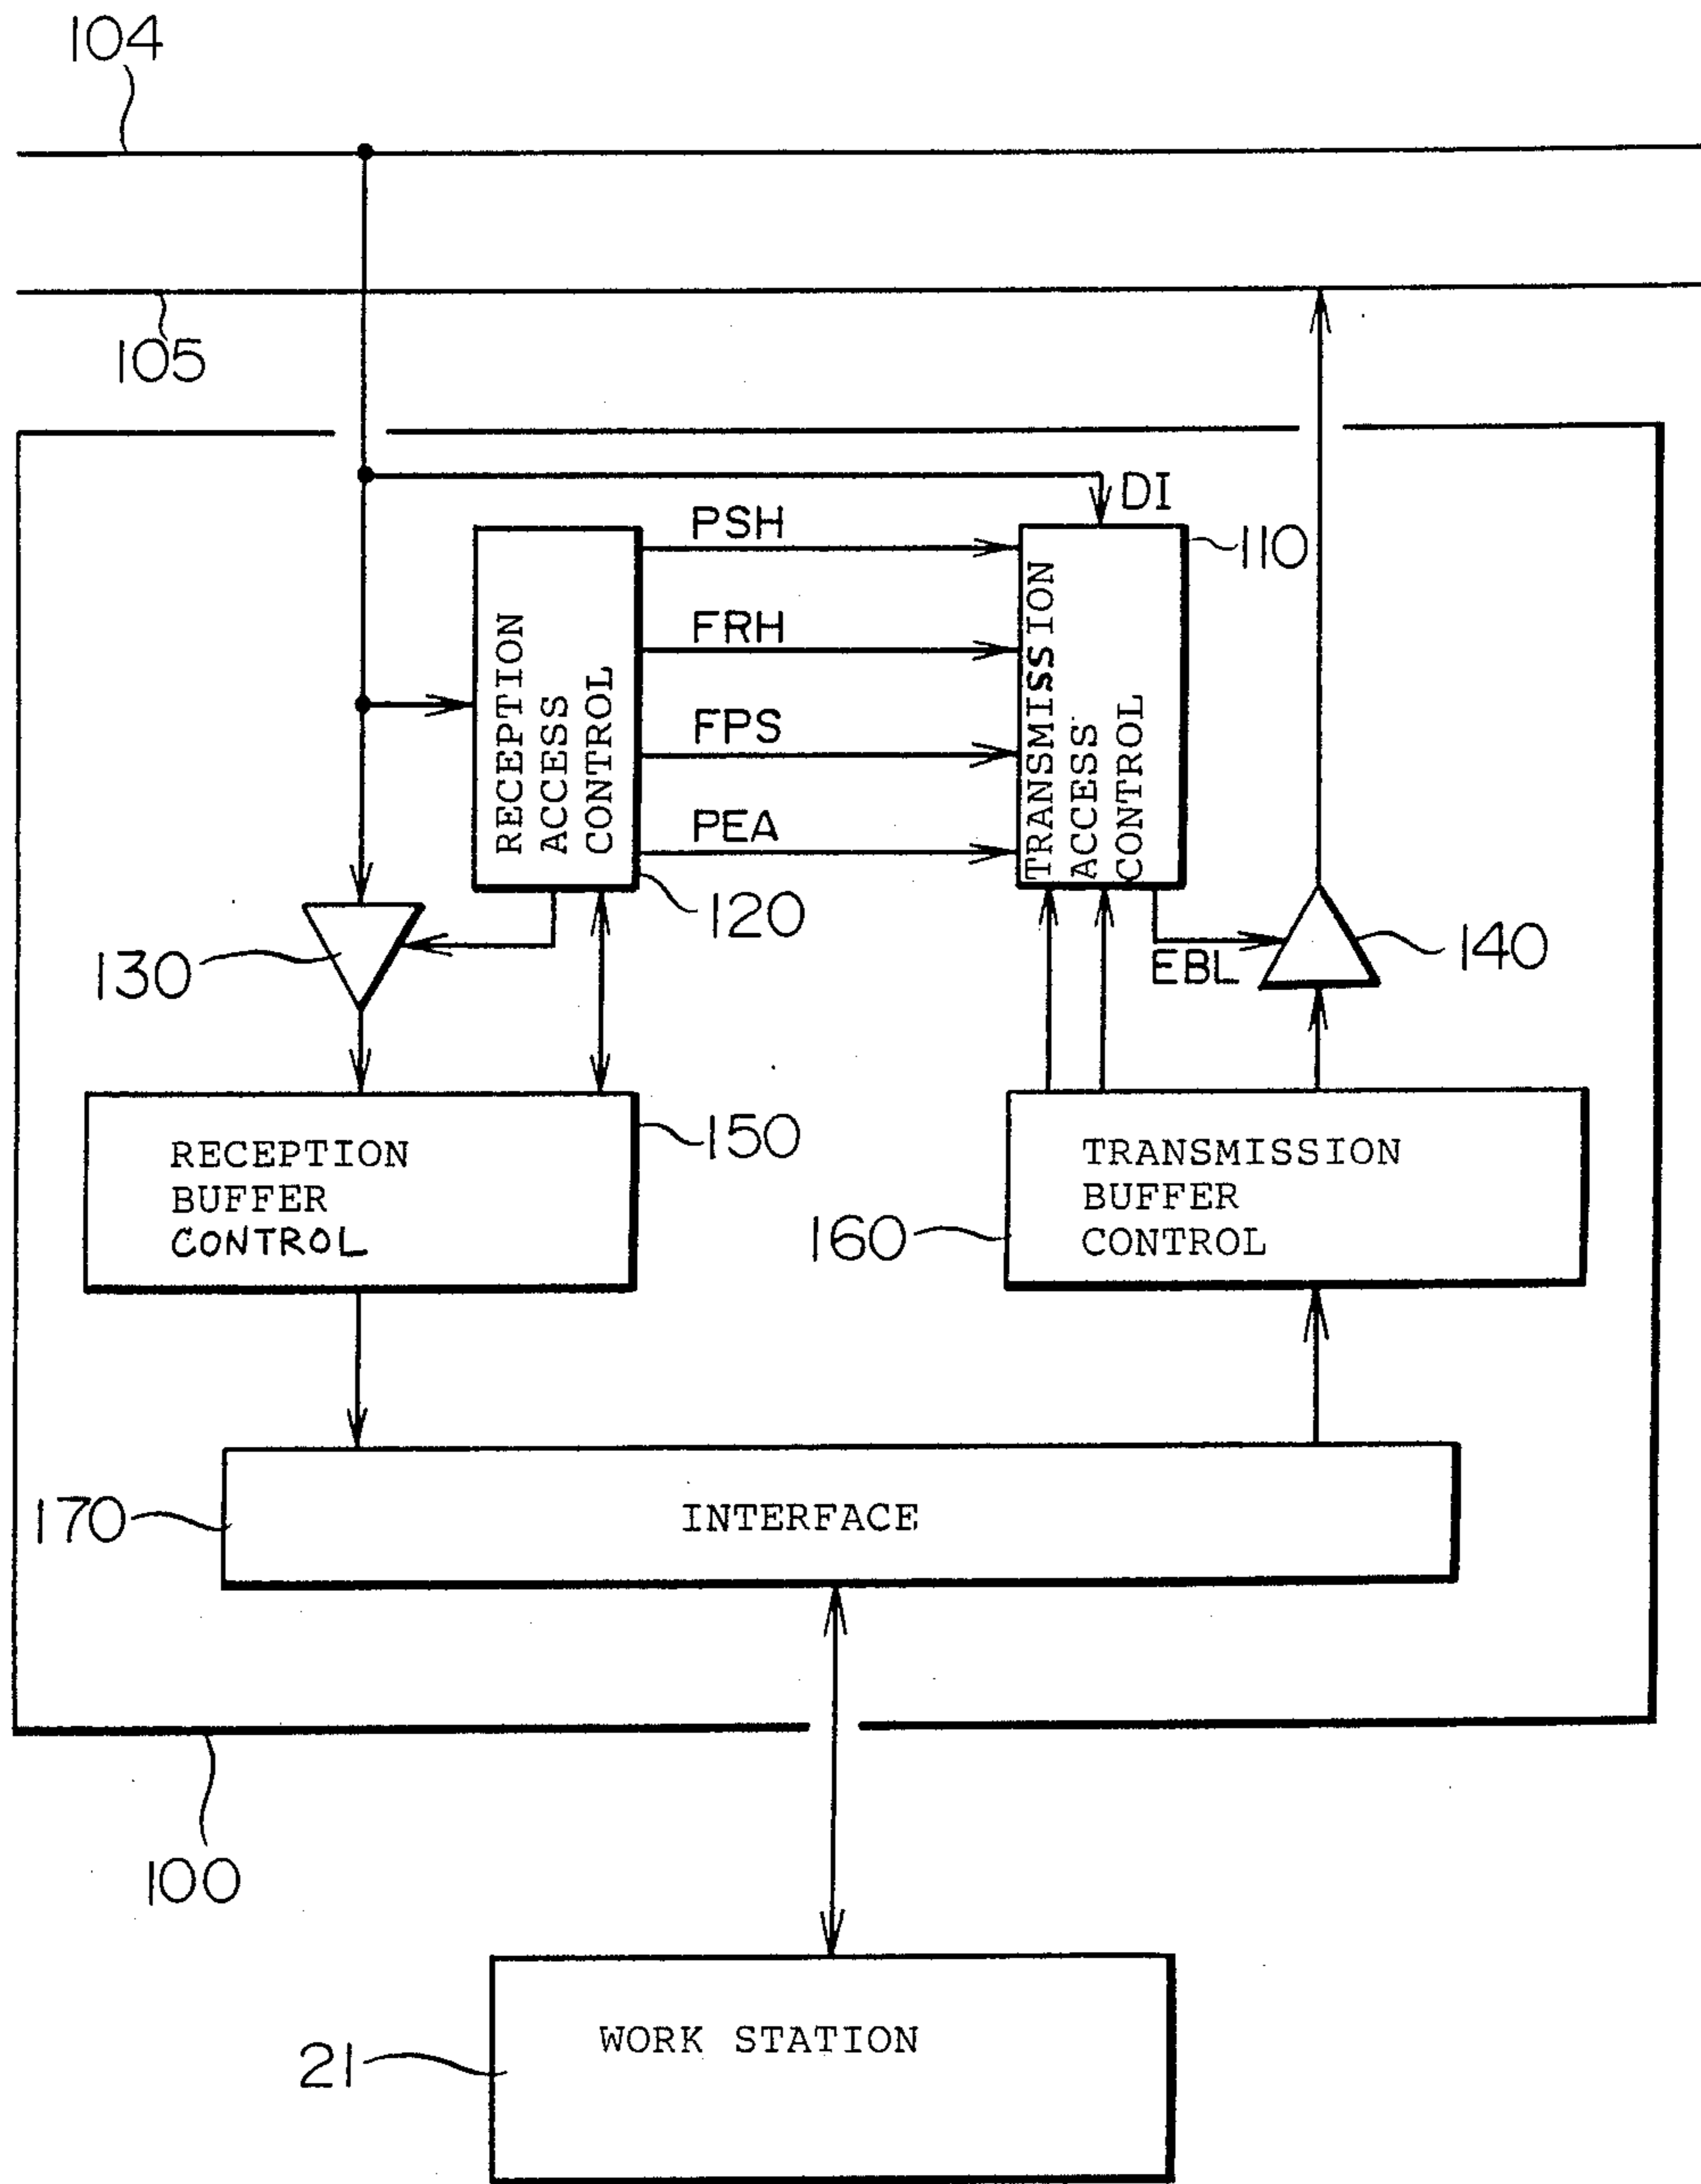 104
105
DI
PSH
110
FRH
FPS
PEA
RECEPTION
ACCESS
CONTROL
TRANSMISSION
ACCESS
CONTROL
120
130
EBL
140
RECEPTION
BUFFER
CONTROL
150
TRANSMISSION
BUFFER
CONTROL
160
INTERFACE
170
100
WORK STATION
21